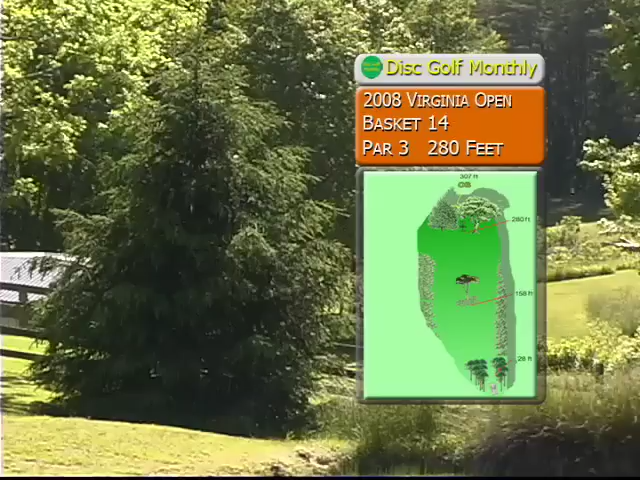 Disc Golf Monthly
2008 Virginia Open
Basket 14
Par 3 280 Feet
307 ft
OB
280 ft
158 ft
28 ft